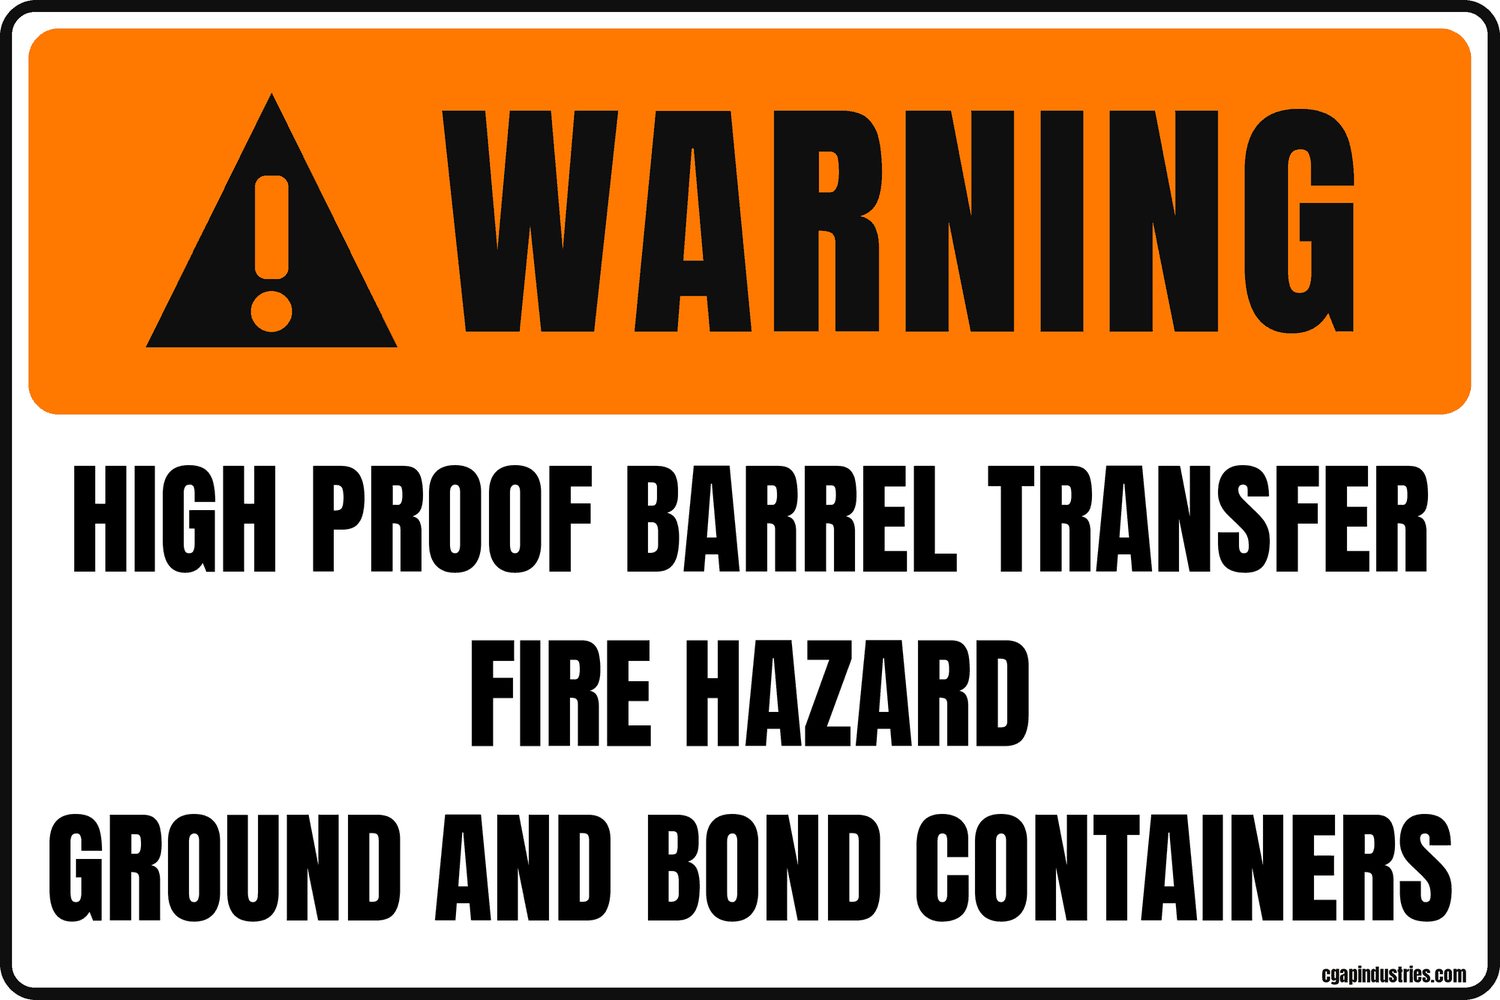 WARNING
HIGH PROOF BARREL TRANSFER
FIRE HAZARD
GROUND AND BOND CONTAINERS
cgapindustries.com